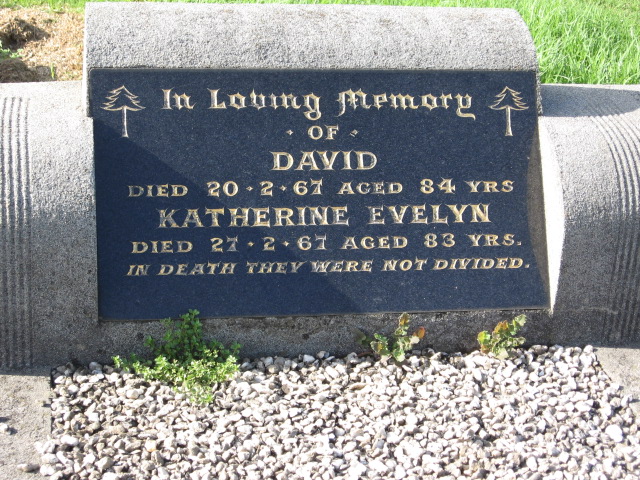 In Loving Memory
· OF ·
DAVID
DIED 20·2·67 AGED 84 YRS
KATHERINE EVELYN
DIED 27·2·67 AGED 83 YRS.
IN DEATH THEY WERE NOT DIVIDED.